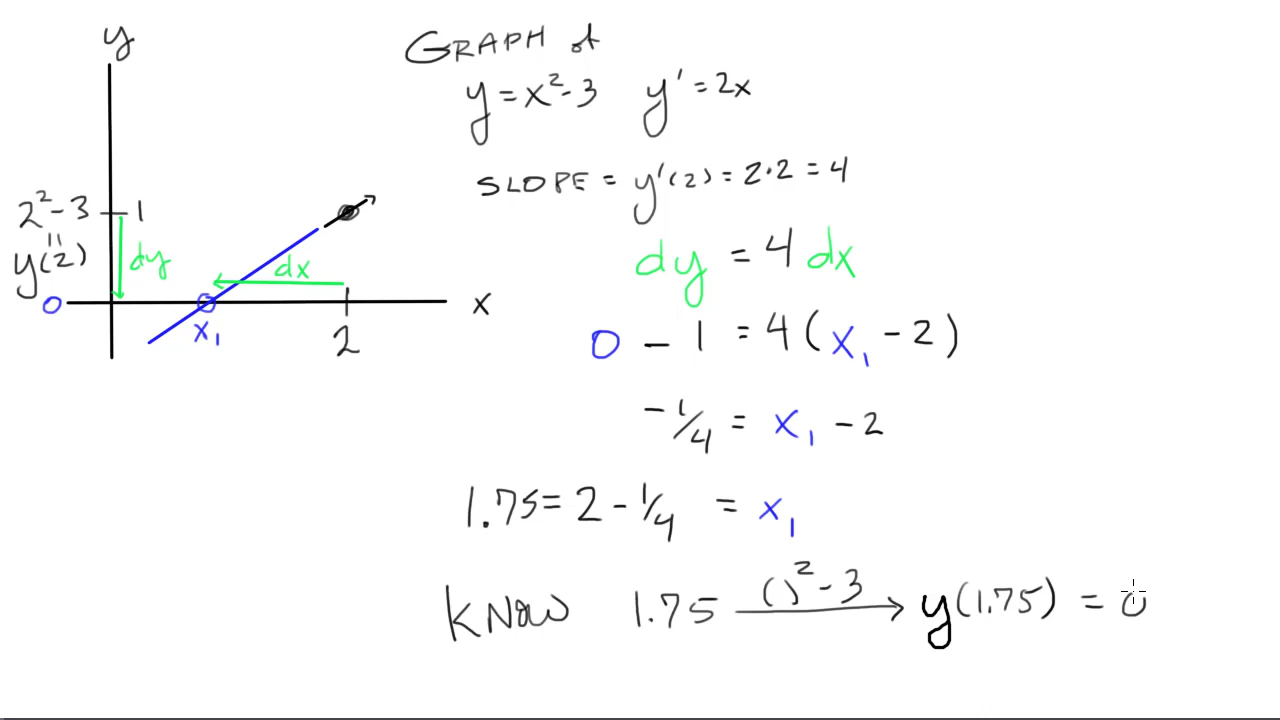 y
GRAPH of
y = x² - 3   y' = 2x
SLOPE = y'(2) = 2·2 = 4
2² - 3   1
"
y(2)   dy
dx
0
x₁
2
x
dy = 4 dx
0 - 1 = 4(x₁ - 2)
-1/4 = x₁ - 2
1.75 = 2 - 1/4 = x₁
KNOW   1.75   ( )² - 3   y(1.75) = 0